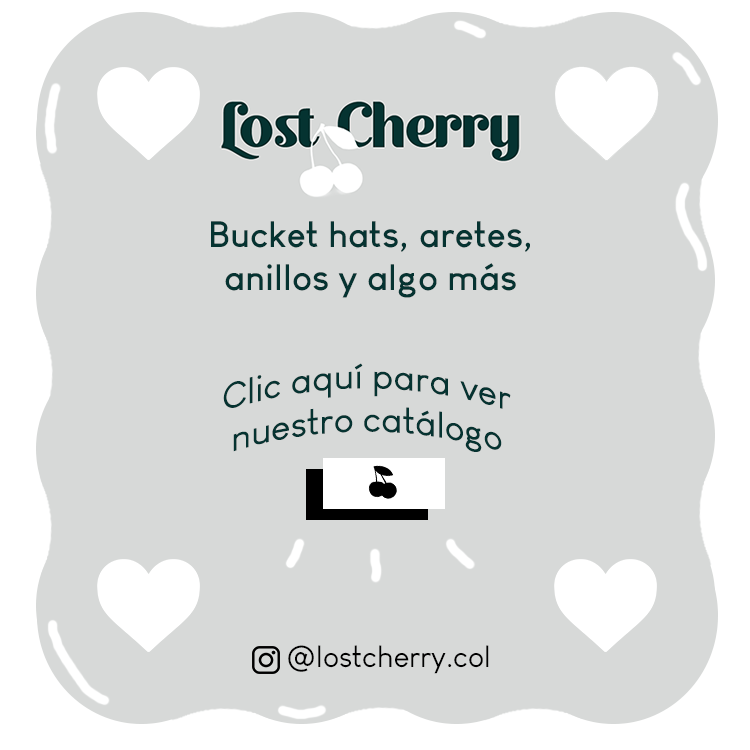 Lost Cherry
Bucket hats, aretes,
anillos y algo más
Clic aquí para ver
nuestro catálogo
@lostcherry.col